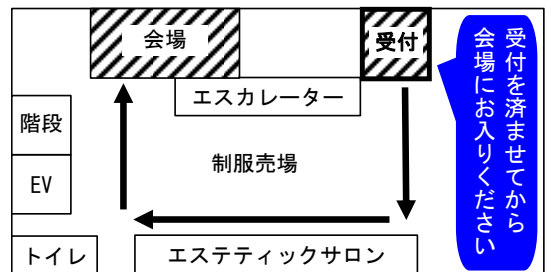 会場
受付
受付を済ませてから
会場にお入りください
エスカレーター
階段
制服売場
EV
トイレ
エステティックサロン